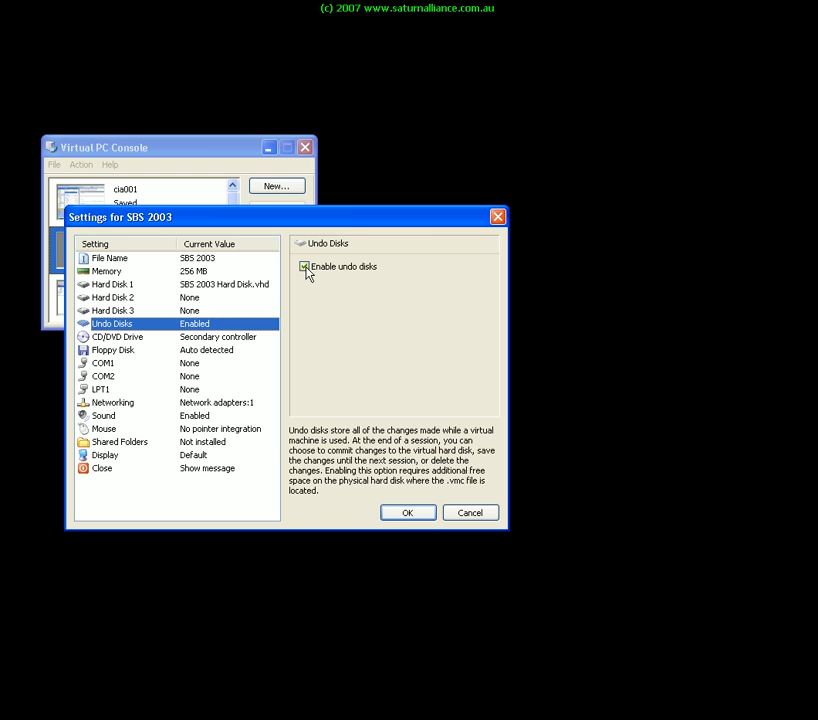 (c) 2007 www.saturnalliance.com.au
Virtual PC Console
File Action Help
cia001
Saved
New...
Settings for SBS 2003
Setting Current Value
File Name SBS 2003
Memory 256 MB
Hard Disk 1 SBS 2003 Hard Disk.vhd
Hard Disk 2 None
Hard Disk 3 None
Undo Disks Enabled
CD/DVD Drive Secondary controller
Floppy Disk Auto detected
COM1 None
COM2 None
LPT1 None
Networking Network adapters:1
Sound Enabled
Mouse No pointer integration
Shared Folders Not installed
Display Default
Close Show message
Undo Disks
Enable undo disks
Undo disks store all of the changes made while a virtual
machine is used. At the end of a session, you can
choose to commit changes to the virtual hard disk, save
the changes until the next session, or delete the
changes. Enabling this option requires additional free
space on the physical hard disk where the .vmc file is
located.
OK Cancel